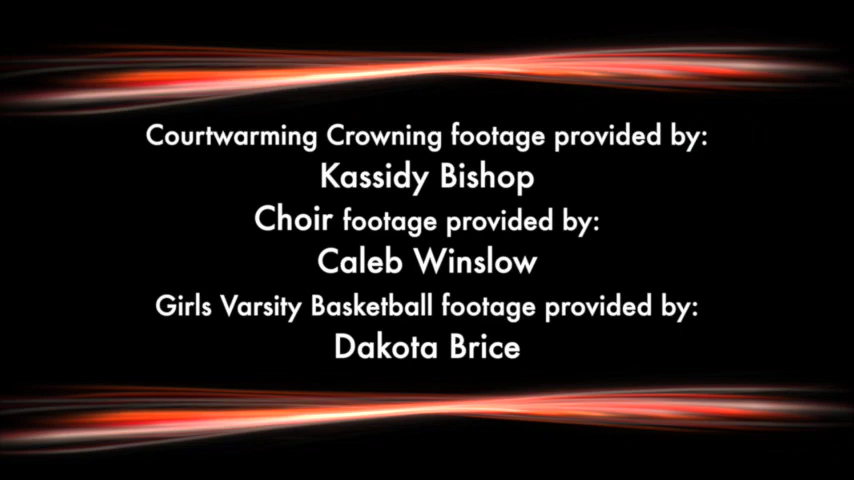 Courtwarming Crowning footage provided by:
Kassidy Bishop
Choir footage provided by:
Caleb Winslow
Girls Varsity Basketball footage provided by:
Dakota Brice